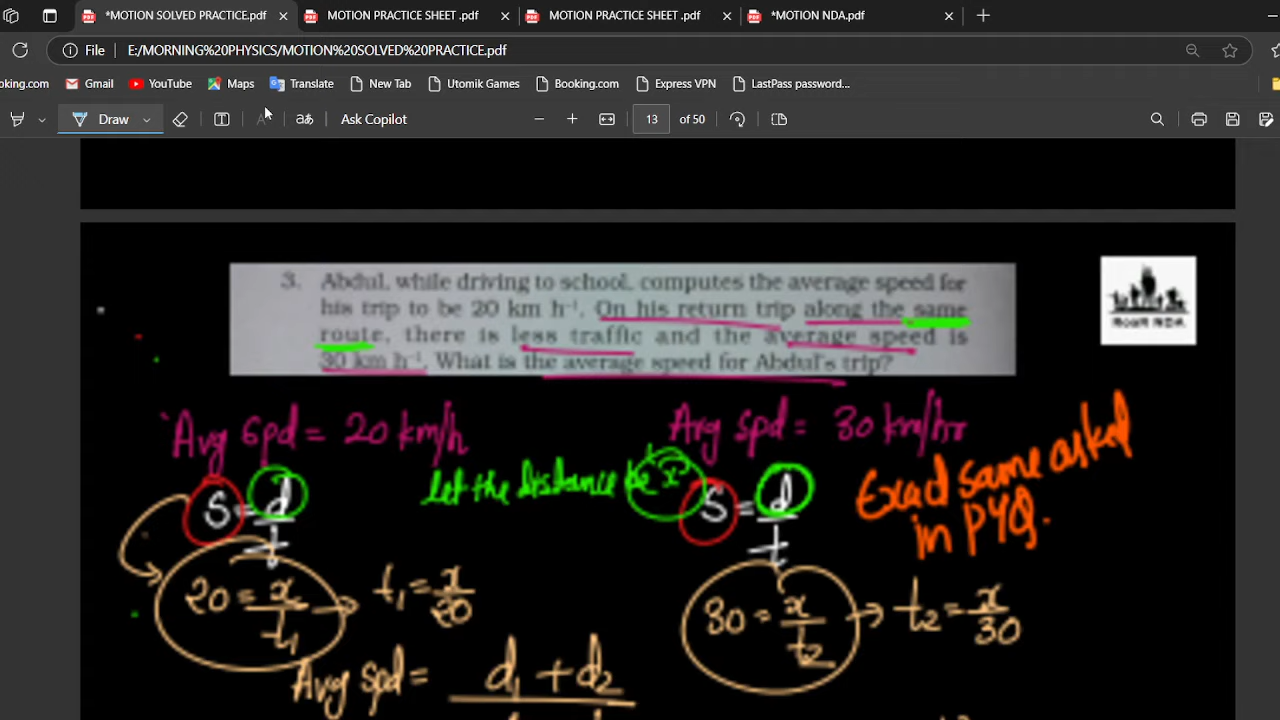 *MOTION SOLVED PRACTICE.pdf MOTION PRACTICE SHEET .pdf MOTION PRACTICE SHEET .pdf *MOTION NDA.pdf
File E:/MORNING%20PHYSICS/MOTION%20SOLVED%20PRACTICE.pdf
king.com Gmail YouTube Maps Translate New Tab Utomik Games Booking.com Express VPN LastPass password...
Draw Ask Copilot 13 of 50
3. Abdul, while driving to school, computes the average speed for
his trip to be 20 km h⁻¹. On his return trip along the same
route, there is less traffic and the average speed is
30 km h⁻¹. What is the average speed for Abdul's trip?
RoaR NDA
Avg spd = 20 km/h Avg spd = 30 km/hr
let the distance be 'x' Exact same asked
in PYQ.
S = d/t S = d/t
20 = x/t₁ → t₁ = x/20 30 = x/t₂ → t₂ = x/30
Avg spd = d₁ + d₂